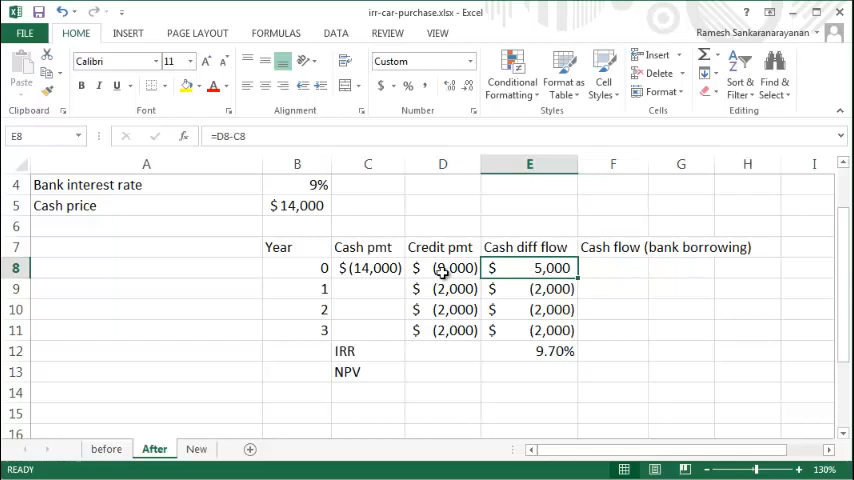 irr-car-purchase.xlsx - Excel
FILE HOME INSERT PAGE LAYOUT FORMULAS DATA REVIEW VIEW Ramesh Sankaranarayanan
Paste Calibri 11 A A Custom Conditional Formatting Format as Table Cell Styles Insert Delete Format Sort & Filter Find & Select
B I U A $ % , .0 .00
Clipboard Font Alignment Number Styles Cells Editing
E8 fx =D8-C8
A B C D E F G H I
4 Bank interest rate 9%
5 Cash price $ 14,000
6
7 Year Cash pmt Credit pmt Cash diff flow Cash flow (bank borrowing)
8 0 $ (14,000) $ ,000) $ 5,000
9 1 $ (2,000) $ (2,000)
10 2 $ (2,000) $ (2,000)
11 3 $ (2,000) $ (2,000)
12 IRR 9.70%
13 NPV
14
15
16
before After New
READY 130%